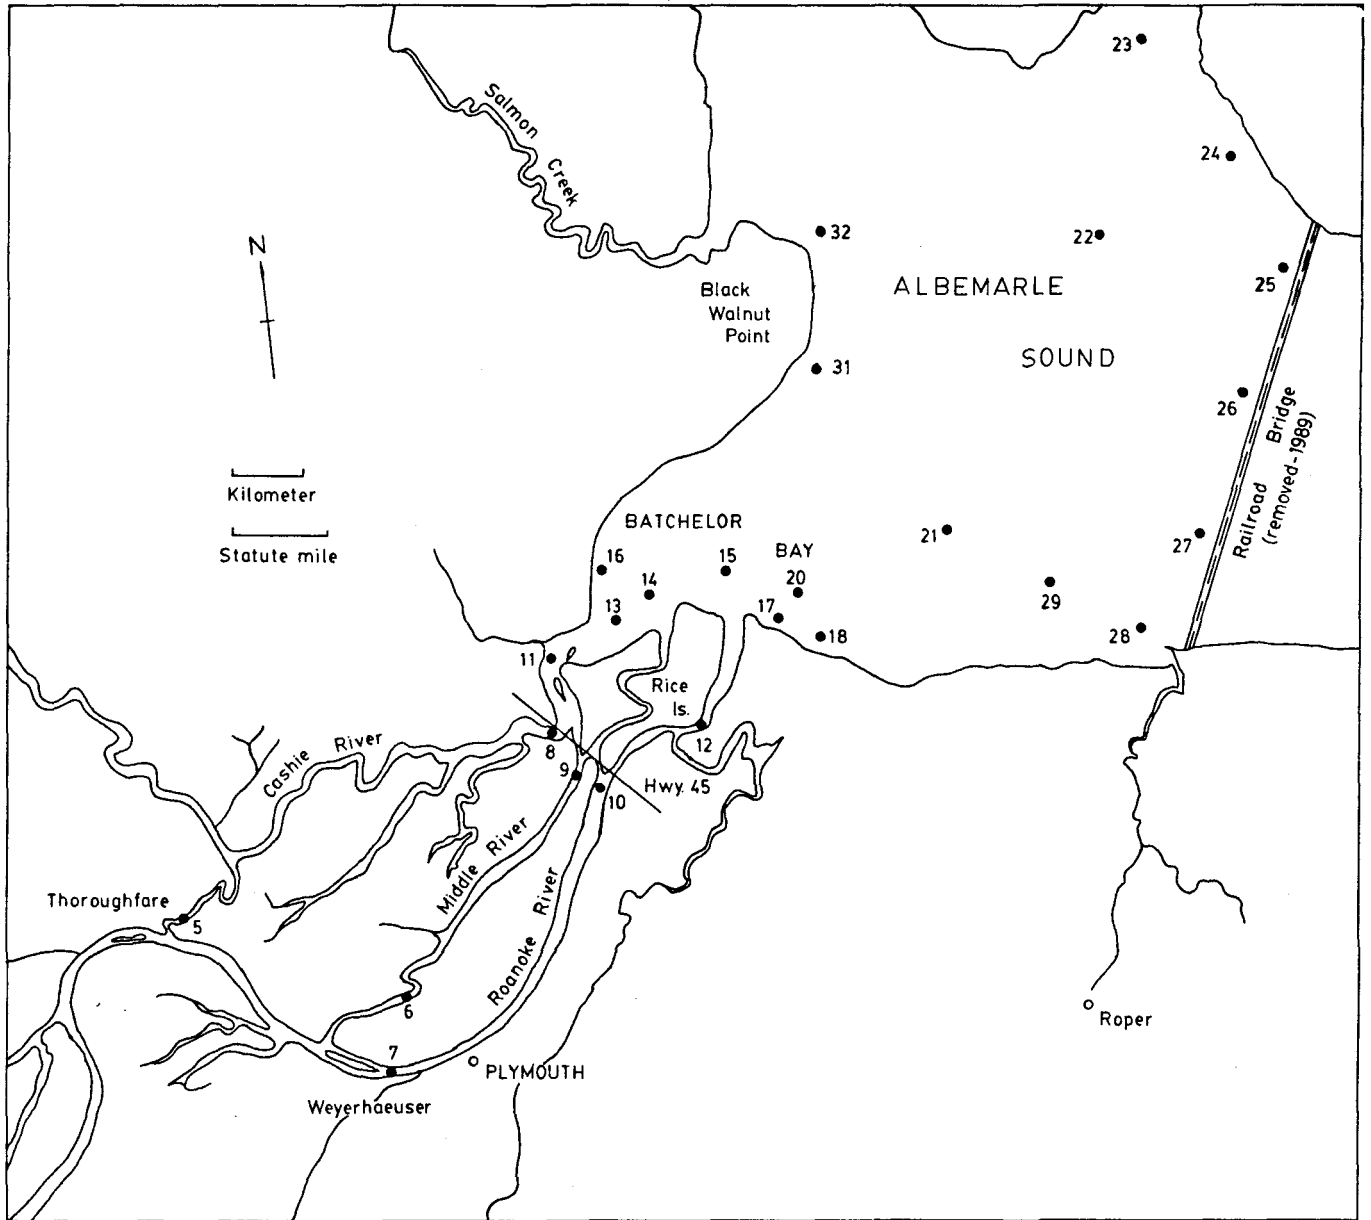 23
24
Salmon
Creek
32
22
N
25
Black
Walnut
Point
ALBEMARLE
SOUND
31
26
Railroad Bridge
(removed-1989)
Kilometer
Statute mile
BATCHELOR
BAY
21
27
16
14
15
20
13
17
18
29
28
11
Rice
Is.
12
8
9
10
Hwy. 45
Cashie River
Middle River
Roanoke River
Thoroughfare
5
6
7
PLYMOUTH
Weyerhaeuser
Roper